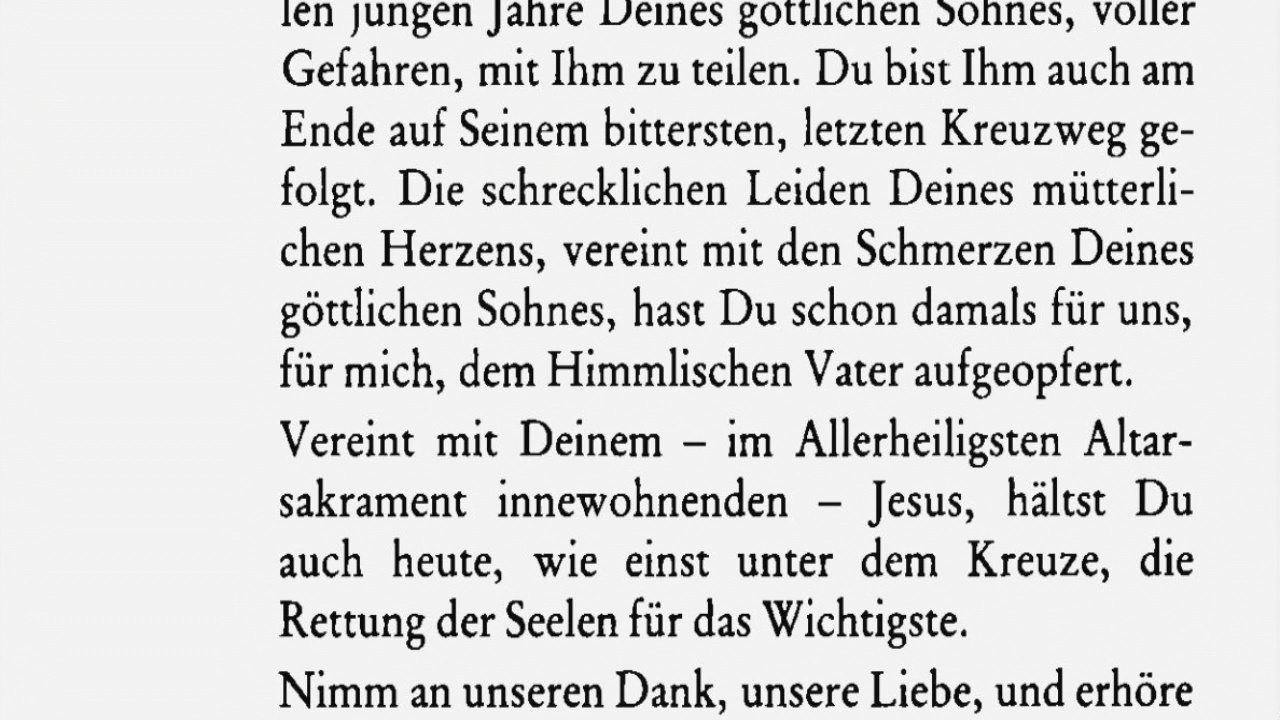 len jungen Jahre Deines göttlichen Sohnes, voller
Gefahren, mit Ihm zu teilen. Du bist Ihm auch am
Ende auf Seinem bittersten, letzten Kreuzweg ge-
folgt. Die schrecklichen Leiden Deines mütterli-
chen Herzens, vereint mit den Schmerzen Deines
göttlichen Sohnes, hast Du schon damals für uns,
für mich, dem Himmlischen Vater aufgeopfert.
Vereint mit Deinem – im Allerheiligsten Altar-
sakrament innewohnenden – Jesus, hältst Du
auch heute, wie einst unter dem Kreuze, die
Rettung der Seelen für das Wichtigste.
Nimm an unseren Dank, unsere Liebe, und erhöre